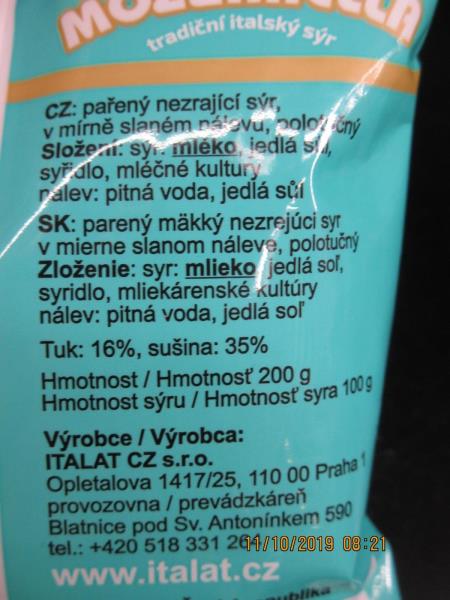 tradiční italský sýr
CZ: pařený nezrající sýr,
v mírně slaném nálevu, polotučný
Složení: sýr: mléko, jedlá sůl,
syřidlo, mléčné kultury
nálev: pitná voda, jedlá sůl
SK: parený mäkký nezrejúci syr
v mierne slanom náleve, polotučný
Zloženie: syr: mlieko, jedlá soľ,
syridlo, mliekárenské kultúry
nálev: pitná voda, jedlá soľ
Tuk: 16%, sušina: 35%
Hmotnost / Hmotnosť 200 g
Hmotnost sýru / Hmotnosť syra 100 g
Výrobce / Výrobca:
ITALAT CZ s.r.o.
Opletalova 1417/25, 110 00 Praha 1
provozovna / prevádzkáreň
Blatnice pod Sv. Antonínkem 590
tel.: +420 518 331
11/10/2019 08:21
www.italat.cz